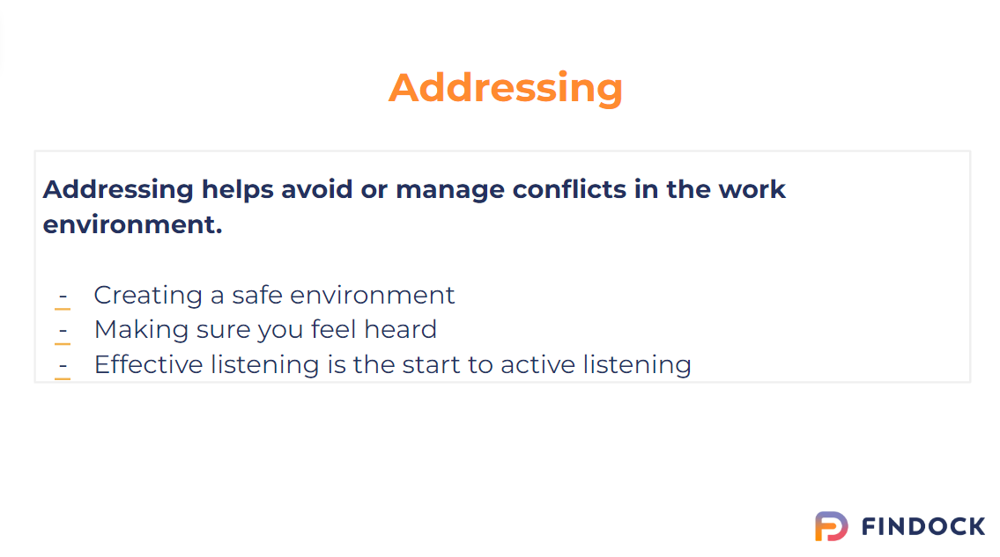 Addressing
Addressing helps avoid or manage conflicts in the work
environment.
- Creating a safe environment
- Making sure you feel heard
- Effective listening is the start to active listening
FINDOCK